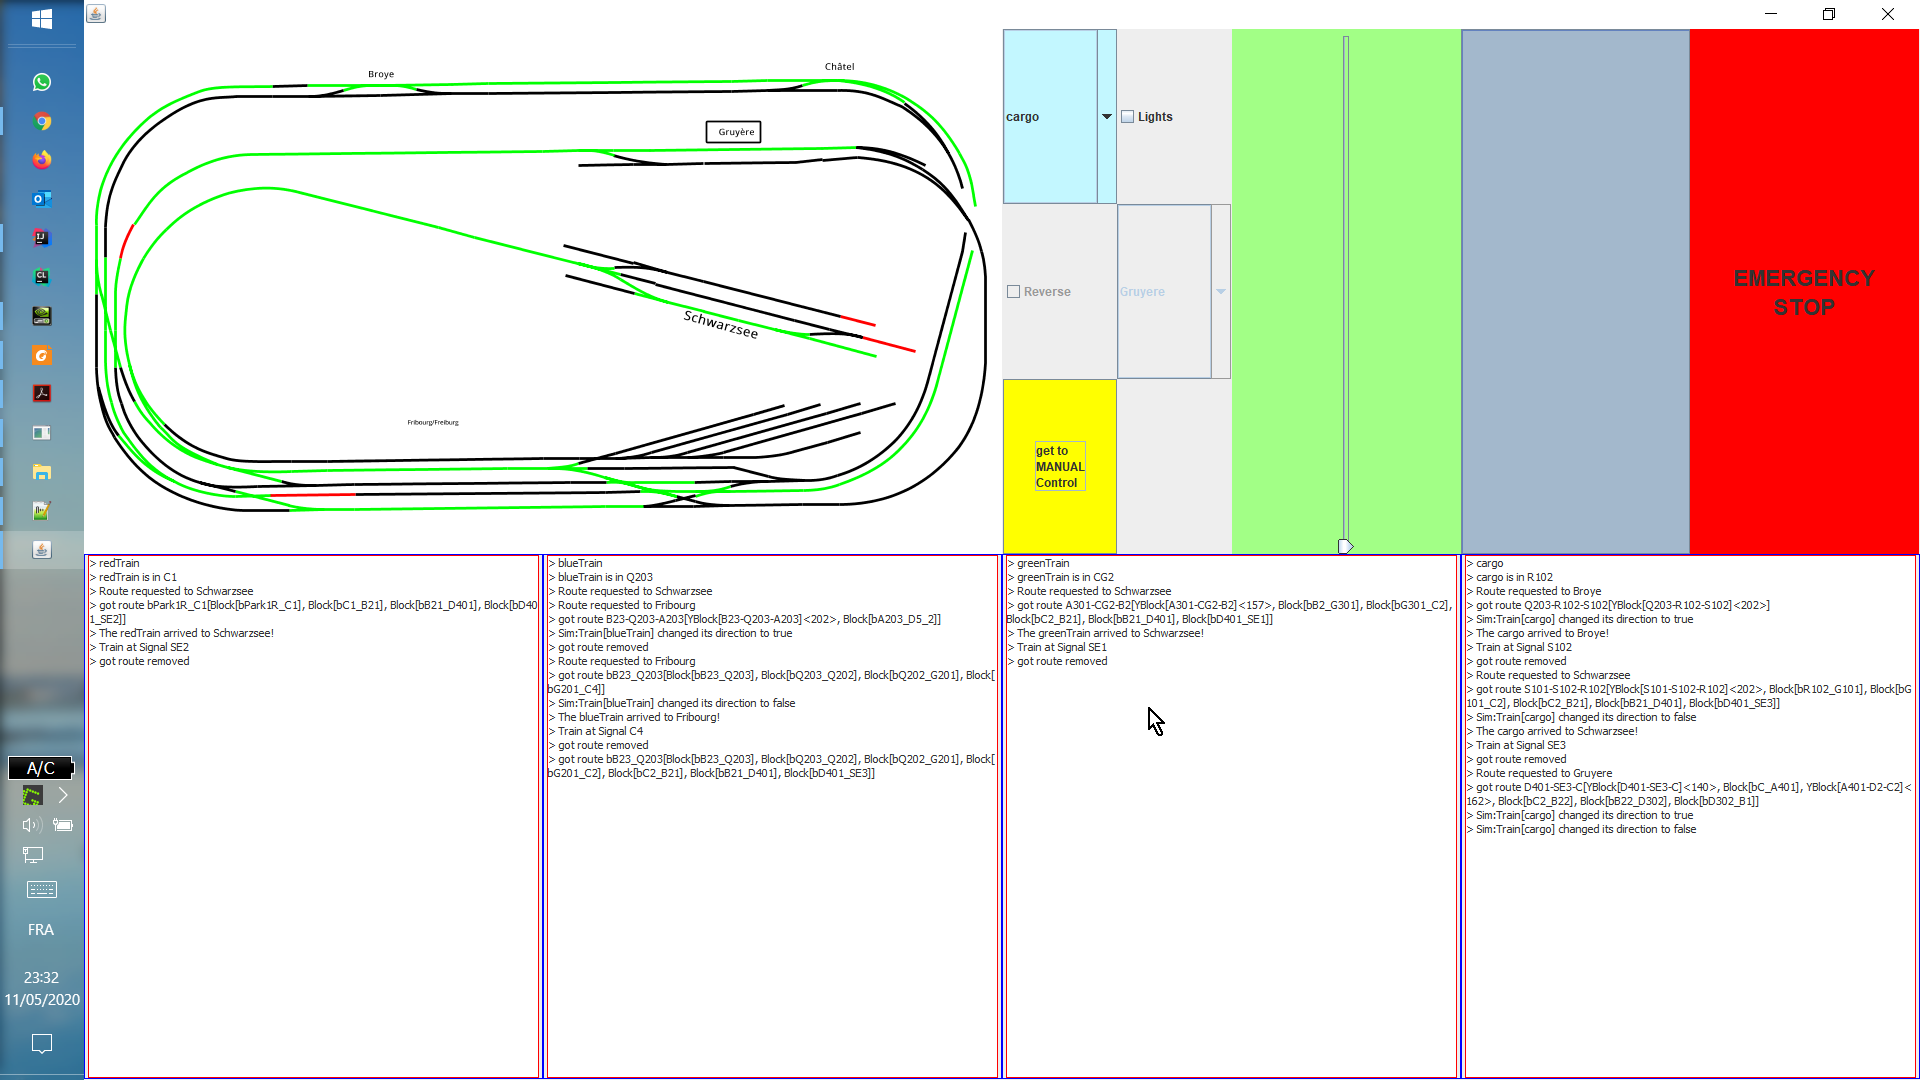 Broye
Châtel
Gruyère
Schwarzsee
Fribourg/Freiburg
cargo
Lights
Reverse
Gruyere
get to
MANUAL
Control
EMERGENCY
STOP
A/C
FRA
23:32
11/05/2020
> redTrain
> redTrain is in C1
> Route requested to Schwarzsee
> got route bPark1R_C1[Block[bPark1R_C1], Block[bC1_B21], Block[bB21_D401], Block[bD40
1_SE2]]
> The redTrain arrived to Schwarzsee!
> Train at Signal SE2
> got route removed
> blueTrain
> blueTrain is in Q203
> Route requested to Schwarzsee
> Route requested to Fribourg
> got route B23-Q203-A203[YBlock[B23-Q203-A203]<202>, Block[bA203_D5_2]]
> Sim:Train[blueTrain] changed its direction to true
> got route removed
> Route requested to Fribourg
> got route bB23_Q203[Block[bB23_Q203], Block[bQ203_Q202], Block[bQ202_G201], Block[
bG201_C4]]
> Sim:Train[blueTrain] changed its direction to false
> The blueTrain arrived to Fribourg!
> Train at Signal C4
> got route removed
> got route bB23_Q203[Block[bB23_Q203], Block[bQ203_Q202], Block[bQ202_G201], Block[
bG201_C2], Block[bC2_B21], Block[bB21_D401], Block[bD401_SE3]]
> greenTrain
> greenTrain is in CG2
> Route requested to Schwarzsee
> got route A301-CG2-B2[YBlock[A301-CG2-B2]<157>, Block[bB2_G301], Block[bG301_C2],
Block[bC2_B21], Block[bB21_D401], Block[bD401_SE1]]
> The greenTrain arrived to Schwarzsee!
> Train at Signal SE1
> got route removed
> cargo
> cargo is in R102
> Route requested to Broye
> got route Q203-R102-S102[YBlock[Q203-R102-S102]<202>]
> Sim:Train[cargo] changed its direction to true
> The cargo arrived to Broye!
> Train at Signal S102
> got route removed
> Route requested to Schwarzsee
> got route S101-S102-R102[YBlock[S101-S102-R102]<202>, Block[bR102_G101], Block[bG
101_C2], Block[bC2_B21], Block[bB21_D401], Block[bD401_SE3]]
> Sim:Train[cargo] changed its direction to false
> The cargo arrived to Schwarzsee!
> Train at Signal SE3
> got route removed
> Route requested to Gruyere
> got route D401-SE3-C[YBlock[D401-SE3-C]<140>, Block[bC_A401], YBlock[A401-D2-C2]<
162>, Block[bC2_B22], Block[bB22_D302], Block[bD302_B1]]
> Sim:Train[cargo] changed its direction to true
> Sim:Train[cargo] changed its direction to false